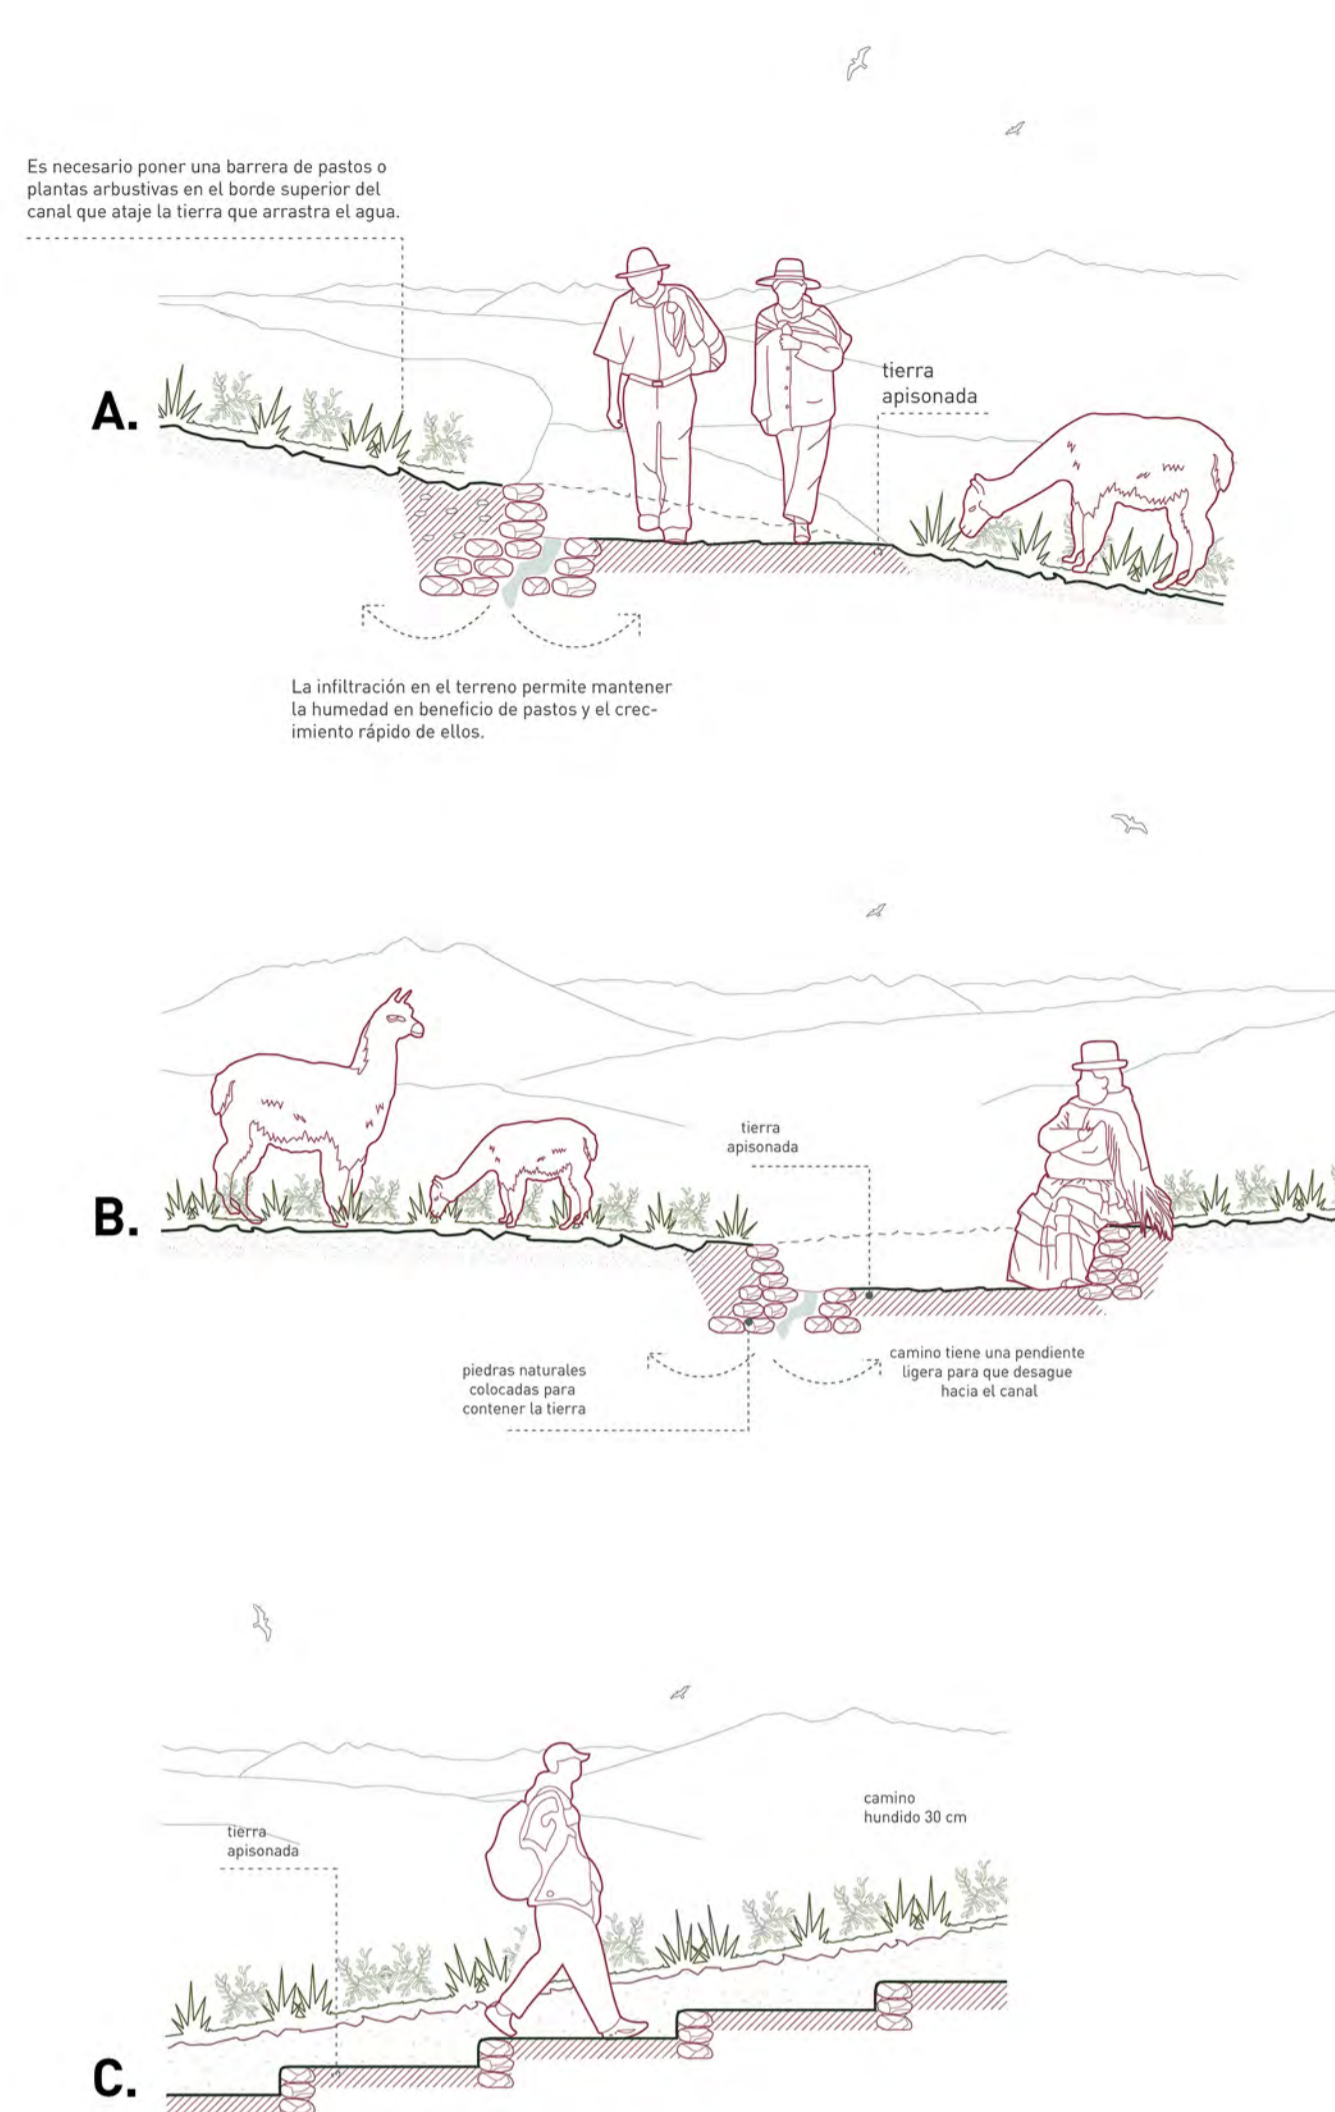 Es necesario poner una barrera de pastos o
plantas arbustivas en el borde superior del
canal que ataje la tierra que arrastra el agua.
A.
tierra
apisonada
La infiltración en el terreno permite mantener
la humedad en beneficio de pastos y el crec-
imiento rápido de ellos.
tierra
apisonada
B.
piedras naturales
colocadas para
contener la tierra
camino tiene una pendiente
ligera para que desague
hacia el canal
camino
hundido 30 cm
tierra
apisonada
C.